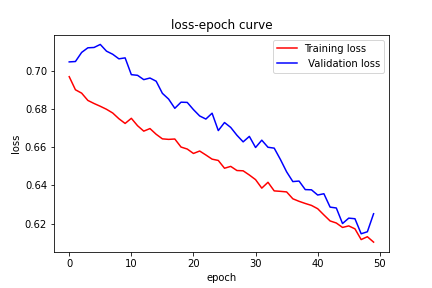 loss-epoch curve
Training loss
Validation loss
loss
0.70
0.68
0.66
0.64
0.62
0 10 20 30 40 50
epoch